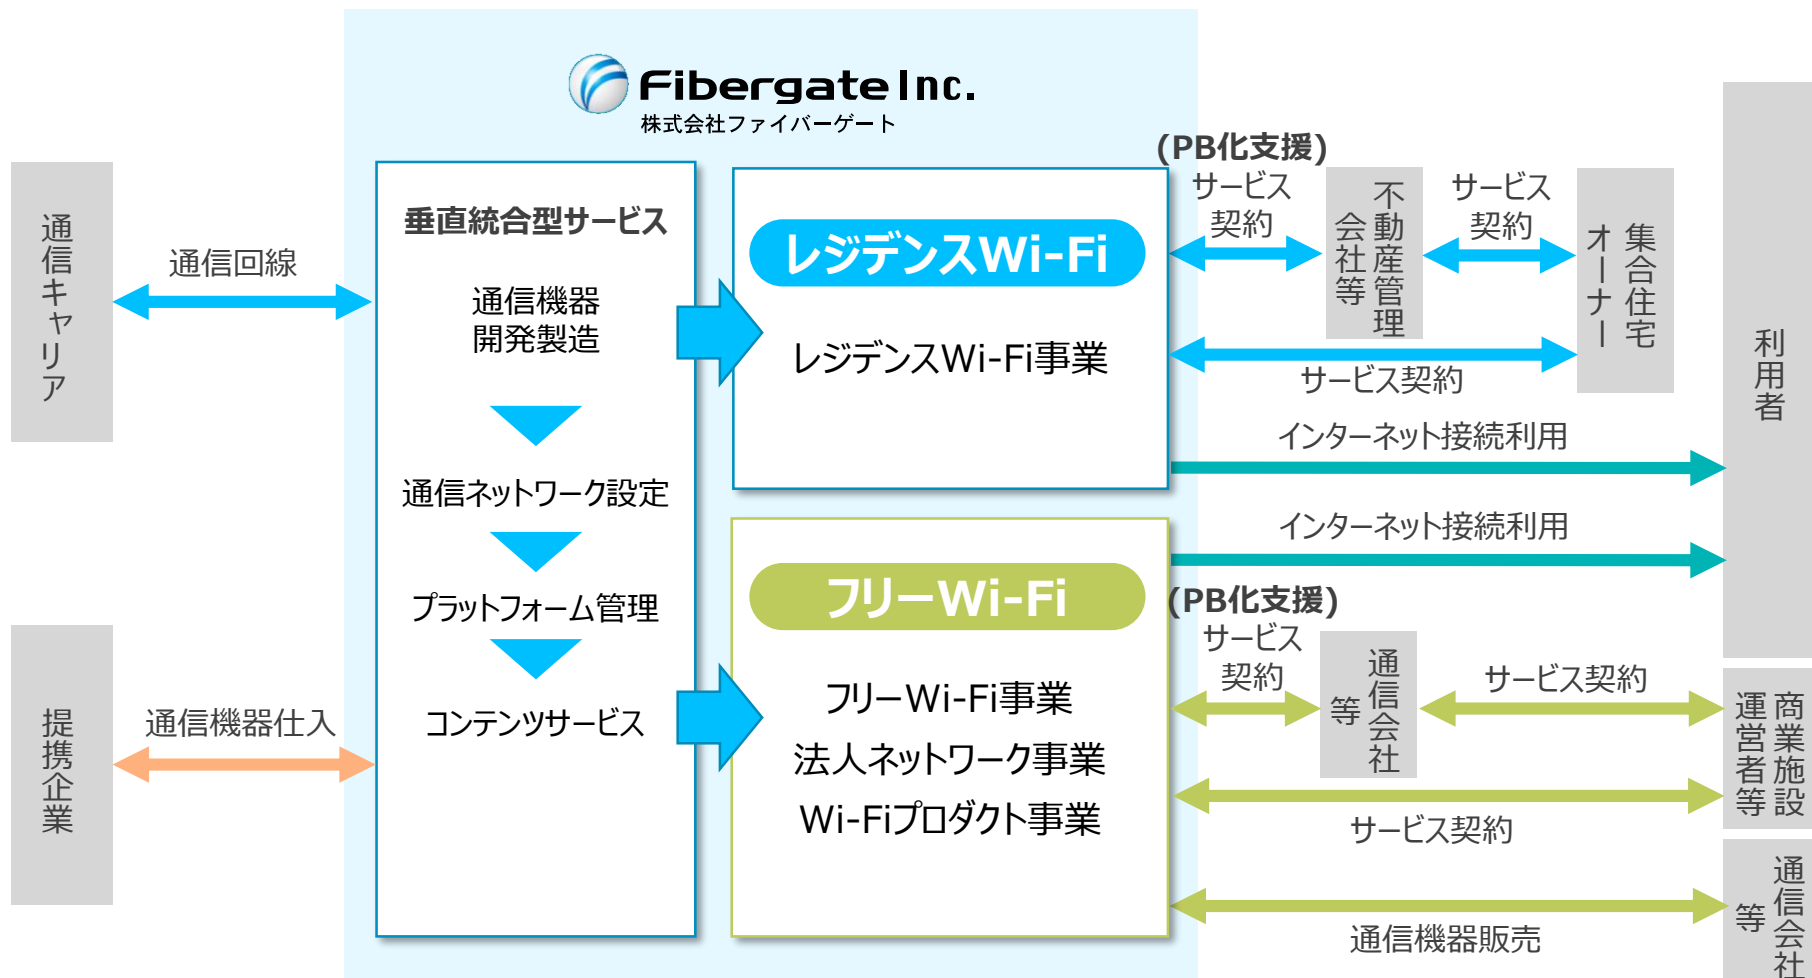 Fibergate Inc.
株式会社ファイバーゲート
通信キャリア
通信回線
提携企業
通信機器仕入
垂直統合型サービス
通信機器
開発製造
通信ネットワーク設定
プラットフォーム管理
コンテンツサービス
レジデンスWi-Fi
レジデンスWi-Fi事業
フリーWi-Fi
フリーWi-Fi事業
法人ネットワーク事業
Wi-Fiプロダクト事業
(PB化支援)
サービス
契約
不動産管理
会社等
サービス
契約
集合住宅
オーナー
サービス契約
インターネット接続利用
利用者
インターネット接続利用
(PB化支援)
サービス
契約
通信会社
等
サービス契約
商業施設
運営者等
サービス契約
通信機器販売
通信会社
等